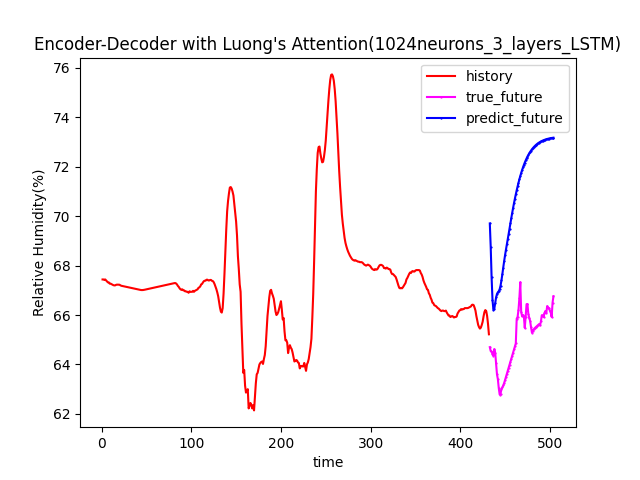 Encoder-Decoder with Luong's Attention(1024neurons_3_layers_LSTM)
history
true_future
predict_future
Relative Humidity(%)
76
74
72
70
68
66
64
62
0 100 200 300 400 500
time